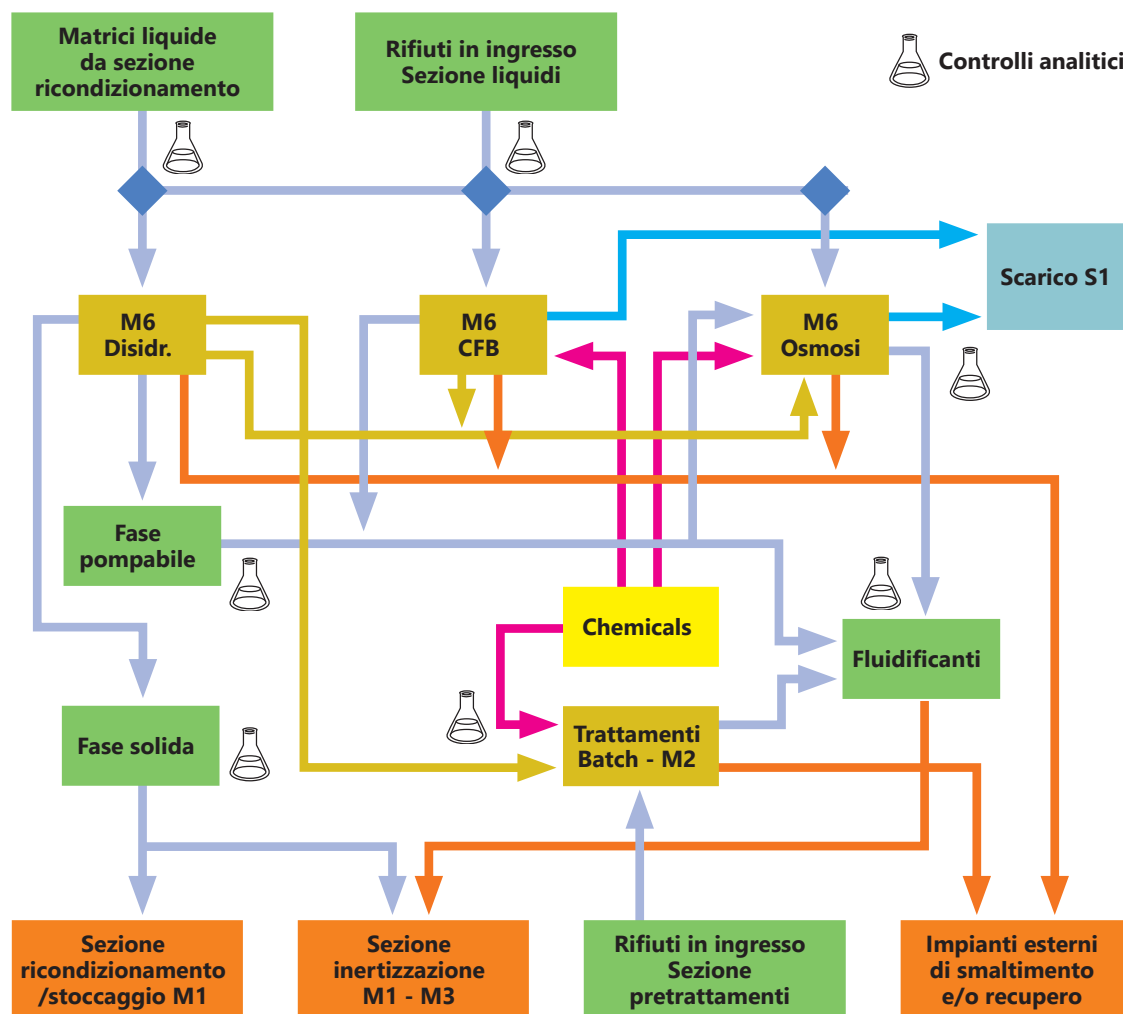 Matrici liquide
da sezione
ricondizionamento
Rifiuti in ingresso
Sezione liquidi
Controlli analitici
Scarico S1
M6
Disidr.
M6
CFB
M6
Osmosi
Fase
pompabile
Chemicals
Fluidificanti
Fase solida
Trattamenti
Batch - M2
Sezione
ricondizionamento
/stoccaggio M1
Sezione
inertizzazione
M1 - M3
Rifiuti in ingresso
Sezione
pretrattamenti
Impianti esterni
di smaltimento
e/o recupero